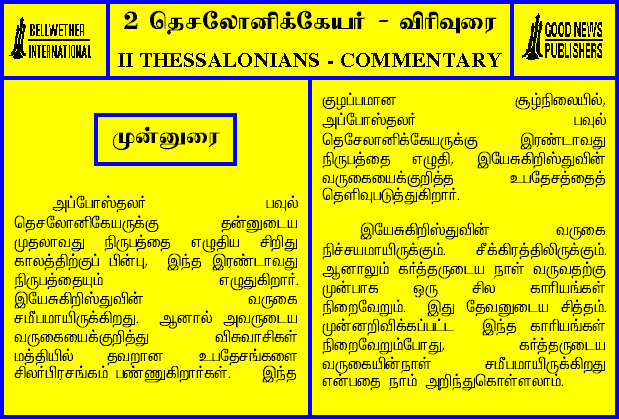 BELLWETHER
INTERNATIONAL
2 தெசலோனிக்கேயர் - விரிவுரை
II THESSALONIANS - COMMENTARY
GOOD NEWS
PUBLISHERS
முன்னுரை
அப்போஸ்தலர் பவுல்
தெசலோனிகேயருக்கு தன்னுடைய
முதலாவது நிருபத்தை எழுதிய சிறிது
காலத்திற்குப் பின்பு, இந்த இரண்டாவது
நிருபத்தையும் எழுதுகிறார்.
இயேசுகிறிஸ்துவின் வருகை
சமீபமாயிருக்கிறது. ஆனால் அவருடைய
வருகையைக்குறித்து விசுவாசிகள்
மத்தியில் தவறான உபதேசங்களை
சிலர்பிரசங்கம் பண்ணுகிறார்கள். இந்த
குழப்பமான சூழ்நிலையில்,
அப்போஸ்தலர் பவுல்
தெசேலானிக்கேயருக்கு இரண்டாவது
நிருபத்தை எழுதி, இயேசுகிறிஸ்துவின்
வருகையைக்குறித்த உபதேசத்தைத்
தெளிவுபடுத்துகிறார்.
இயேசுகிறிஸ்துவின் வருகை
நிச்சயமாயிருக்கும். சீக்கிரத்திலிருக்கும்.
ஆனாலும் கர்த்தருடைய நாள் வருவதற்கு
முன்பாக ஒரு சில காரியங்கள்
நிறைவேறும். இது தேவனுடைய சித்தம்.
முன்னறிவிக்கப்பட்ட இந்த காரியங்கள்
நிறைவேறும்போது, கர்த்தருடைய
வருகையின்நாள் சமீபமாயிருக்கிறது
என்பதை நாம் அறிந்துகொள்ளலாம்.